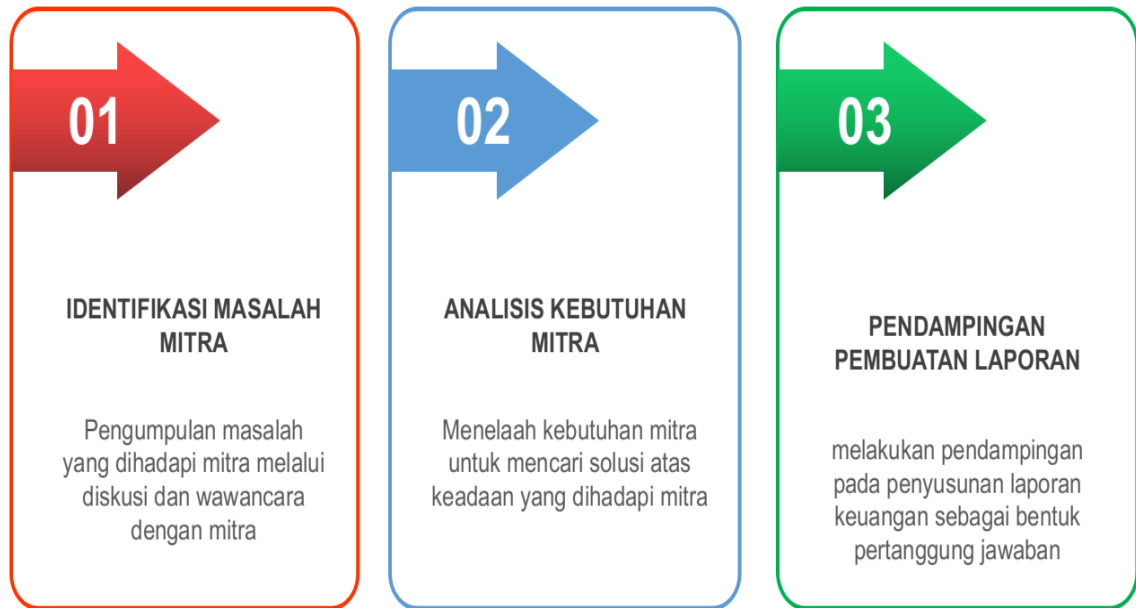 01
IDENTIFIKASI MASALAH
MITRA
Pengumpulan masalah
yang dihadapi mitra melalui
diskusi dan wawancara
dengan mitra
02
ANALISIS KEBUTUHAN
MITRA
Menelaah kebutuhan mitra
untuk mencari solusi atas
keadaan yang dihadapi mitra
03
PENDAMPINGAN
PEMBUATAN LAPORAN
melakukan pendampingan
pada penyusunan laporan
keuangan sebagai bentuk
pertanggung jawaban